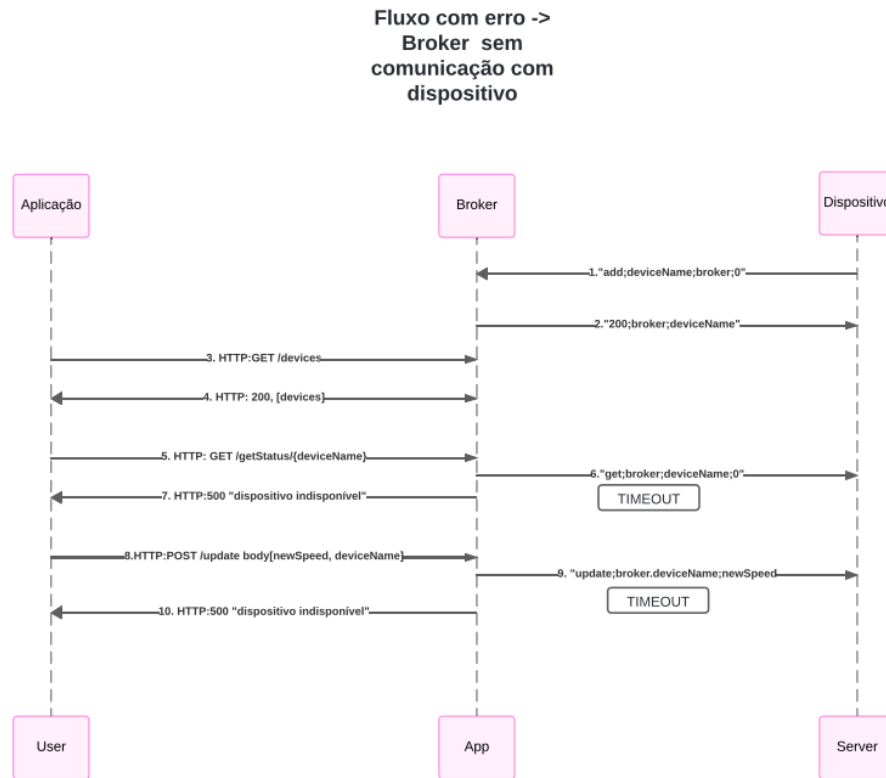 Fluxo com erro ->
Broker sem
comunicação com
dispositivo
Aplicação
Broker
Dispositivo
1."add;deviceName;broker;0"
2."200;broker;deviceName"
3. HTTP:GET /devices
4. HTTP: 200, [devices]
5. HTTP: GET /getStatus/{deviceName}
6."get;broker;deviceName;0"
7. HTTP:500 "dispositivo indisponível"
TIMEOUT
8.HTTP:POST /update body[newSpeed, deviceName]
9. "update;broker.deviceName;newSpeed
TIMEOUT
10. HTTP:500 "dispositivo indisponível"
User
App
Server